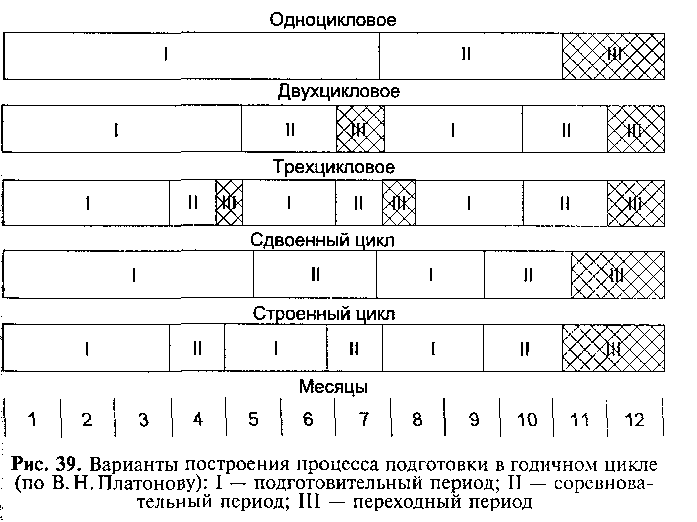 Одноцикловое
I II III
Двухцикловое
I II III I II III
Трехцикловое
I II III I II III I II III
Сдвоенный цикл
I II I II III
Строенный цикл
I II I II I II III
Месяцы
1 2 3 4 5 6 7 8 9 10 11 12
Рис. 39. Варианты построения процесса подготовки в годичном цикле
(по В. Н. Платонову): I — подготовительный период; II — соревнова-
тельный период; III — переходный период